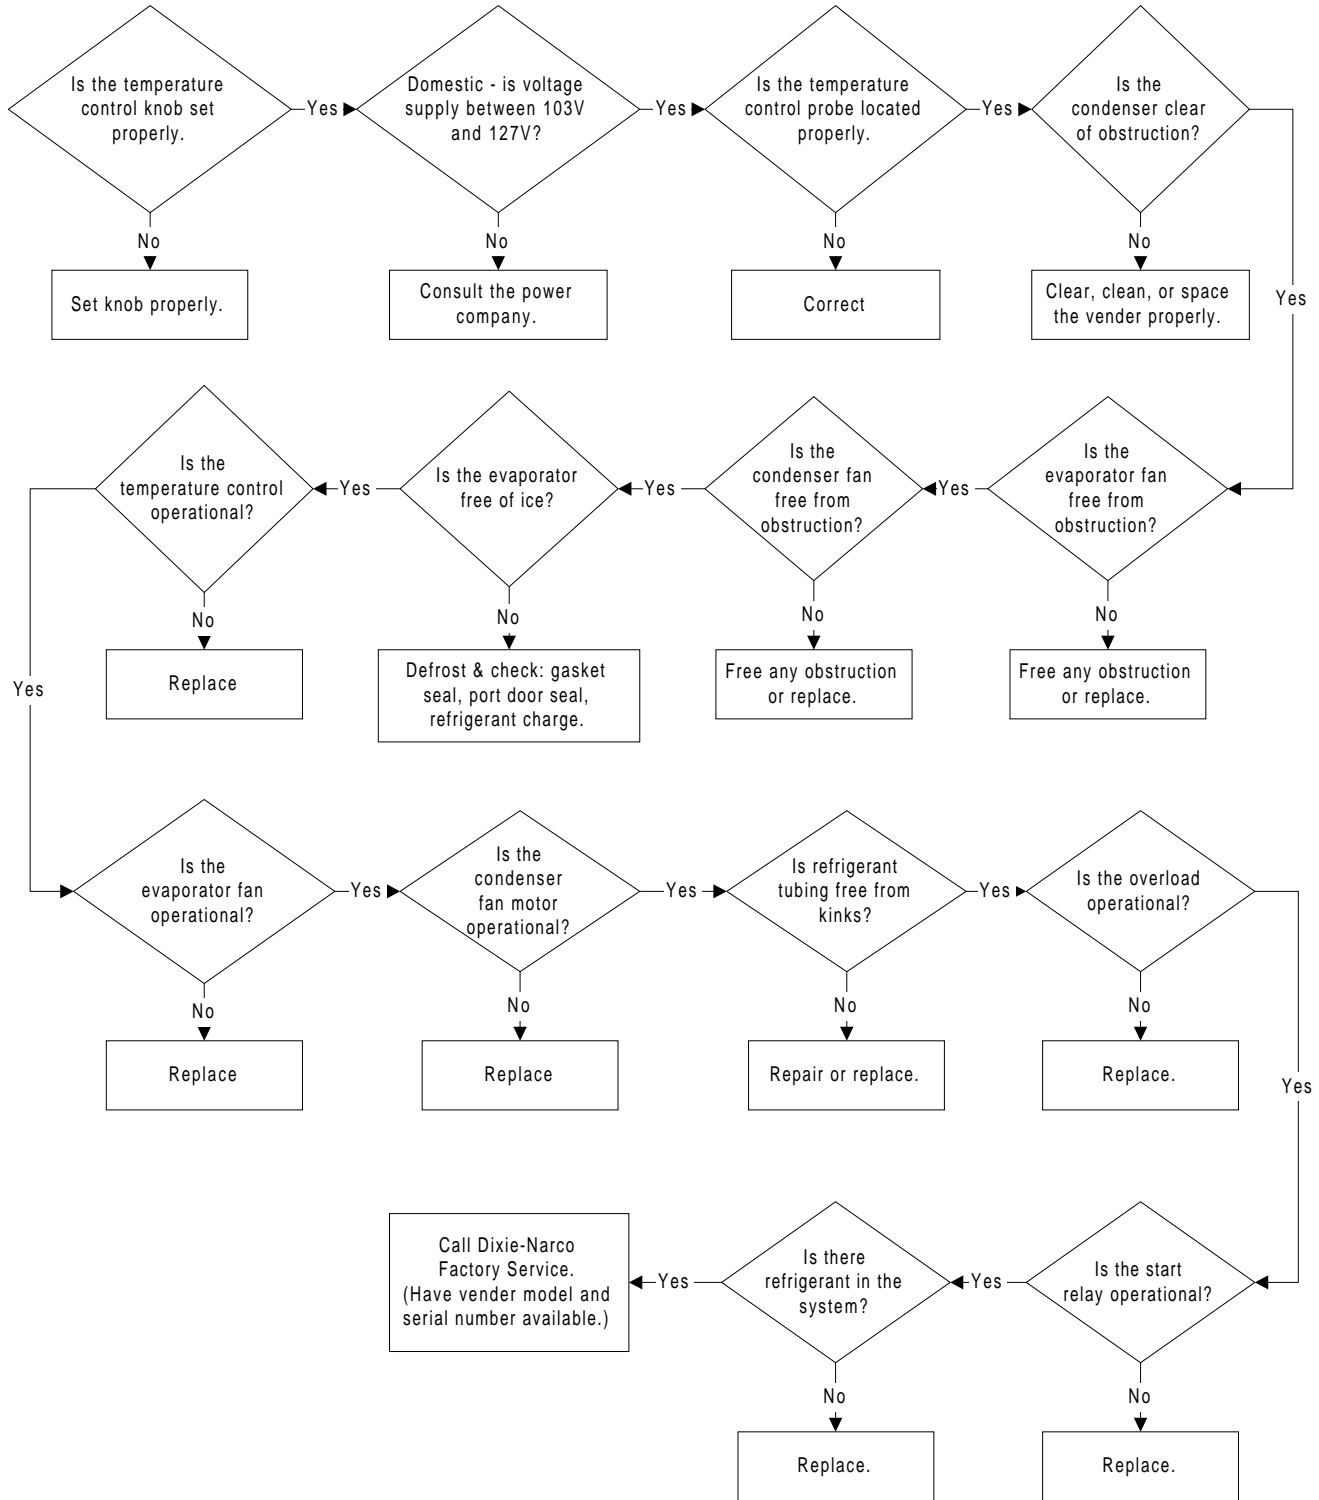 Is the temperature
control knob set
properly.
Yes
Domestic - is voltage
supply between 103V
and 127V?
Yes
Is the temperature
control probe located
properly.
Yes
Is the
condenser clear
of obstruction?
No
No
No
No
Set knob properly.
Consult the power
company.
Correct
Clear, clean, or space
the vender properly.
Yes
Is the
evaporator fan
free from
obstruction?
Yes
Is the
condenser fan
free from
obstruction?
Yes
Is the evaporator
free of ice?
Yes
Is the
temperature control
operational?
No
No
No
No
Free any obstruction
or replace.
Free any obstruction
or replace.
Defrost & check: gasket
seal, port door seal,
refrigerant charge.
Replace
Yes
Is the
evaporator fan
operational?
Yes
Is the
condenser
fan motor
operational?
Yes
Is refrigerant
tubing free from
kinks?
Yes
Is the overload
operational?
No
No
No
No
Replace
Replace
Repair or replace.
Replace.
Yes
Is the start
relay operational?
Yes
Is there
refrigerant in the
system?
Yes
Call Dixie-Narco
Factory Service.
(Have vender model and
serial number available.)
No
No
Replace.
Replace.